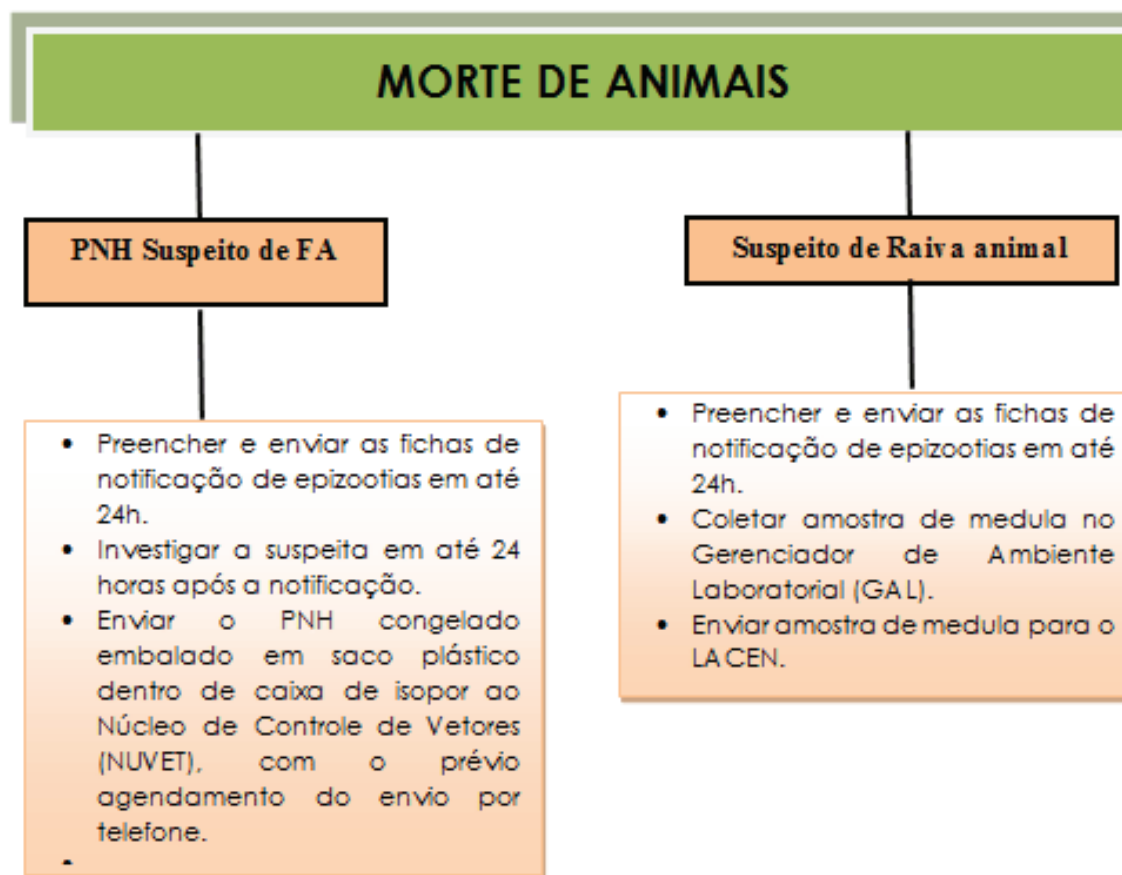 MORTE DE ANIMAIS
PNH Suspeito de FA
• Preencher e enviar as fichas de
notificação de epizootias em até
24h.
• Investigar a suspeita em até 24
horas após a notificação.
• Enviar o PNH congelado
embalado em saco plástico
dentro de caixa de isopor ao
Núcleo de Controle de Vetores
(NUVET), com o prévio
agendamento do envio por
telefone.
Suspeito de Raiva animal
• Preencher e enviar as fichas de
notificação de epizootias em até
24h.
• Coletar amostra de medula no
Gerenciador de Ambiente
Laboratorial (GAL).
• Enviar amostra de medula para o
LACEN.